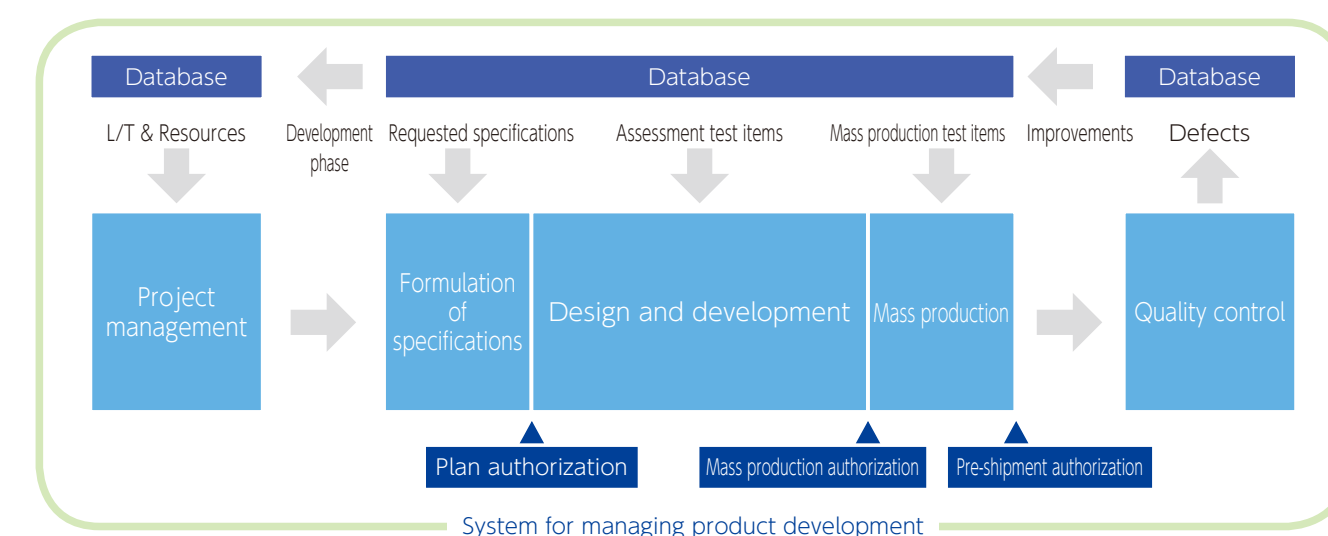 Database
Database
Database
L/T & Resources
Development
phase
Requested specifications
Assessment test items
Mass production test items
Improvements
Defects
Project
management
Formulation
of
specifications
Design and development
Mass production
Quality control
Plan authorization
Mass production authorization
Pre-shipment authorization
System for managing product development